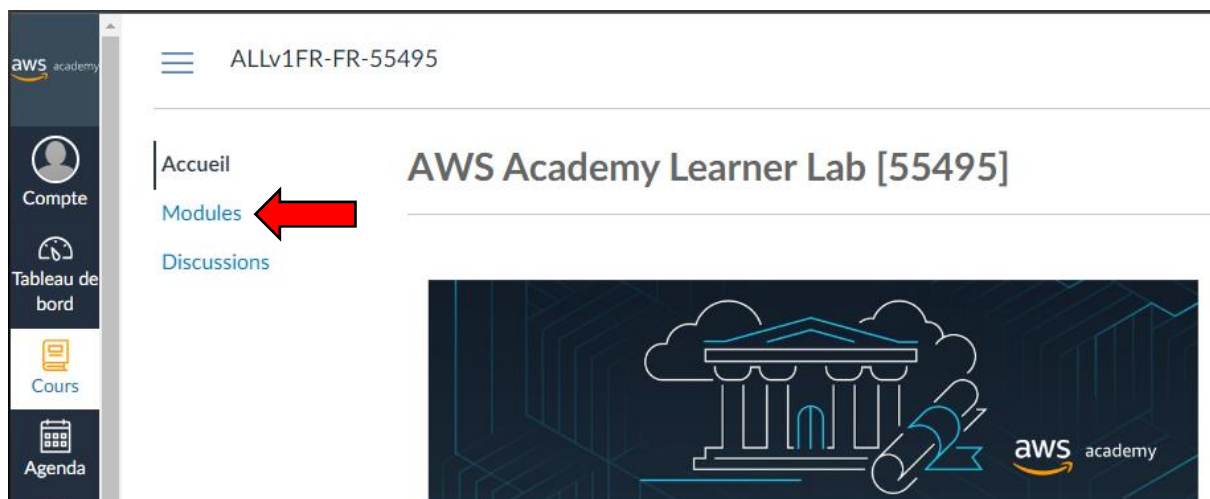 aws academy
ALLv1FR-FR-55495
Compte
Tableau de
bord
Cours
Agenda
Accueil
Modules
Discussions
AWS Academy Learner Lab [55495]
aws academy